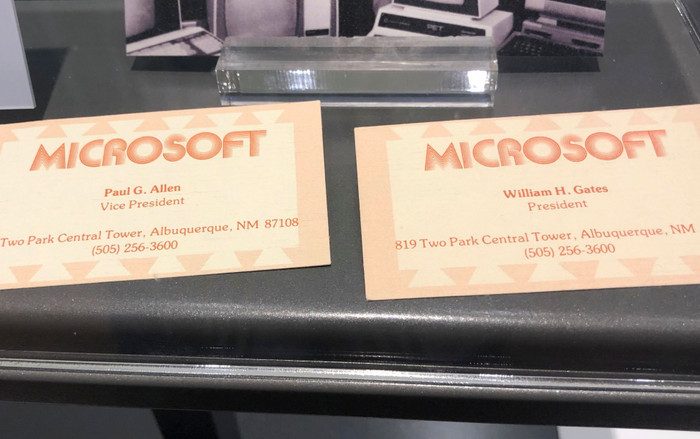 PET
MICROSOFT
Paul G. Allen
Vice President
Two Park Central Tower, Albuquerque, NM 87108
(505) 256-3600
MICROSOFT
William H. Gates
President
819 Two Park Central Tower, Albuquerque, NM
(505) 256-3600